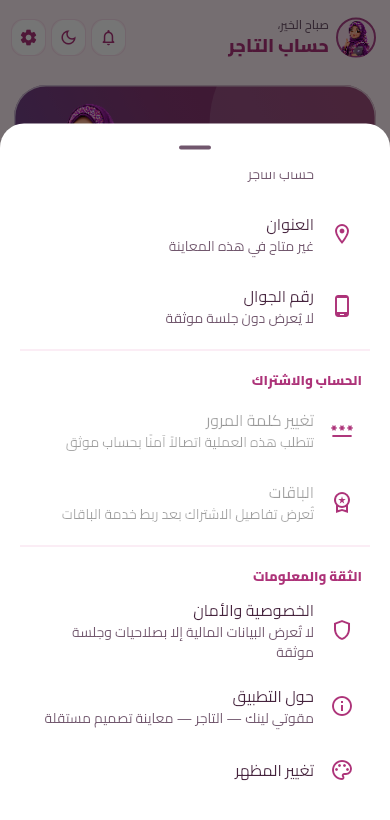 صباح الخير،
حساب التاجر
حساب التاجر
العنوان
غير متاح في هذه المعاينة
رقم الجوال
لا يُعرض دون جلسة موثقة
الحساب والاشتراك
تغيير كلمة المرور
تتطلب هذه العملية اتصالاً آمنًا بحساب موثق
الباقات
تُعرض تفاصيل الاشتراك بعد ربط خدمة الباقات
الثقة والمعلومات
الخصوصية والأمان
لا تُعرض البيانات المالية إلا بصلاحيات وجلسة
موثقة
حول التطبيق
مقوتي لينك — التاجر — معاينة تصميم مستقلة
تغيير المظهر